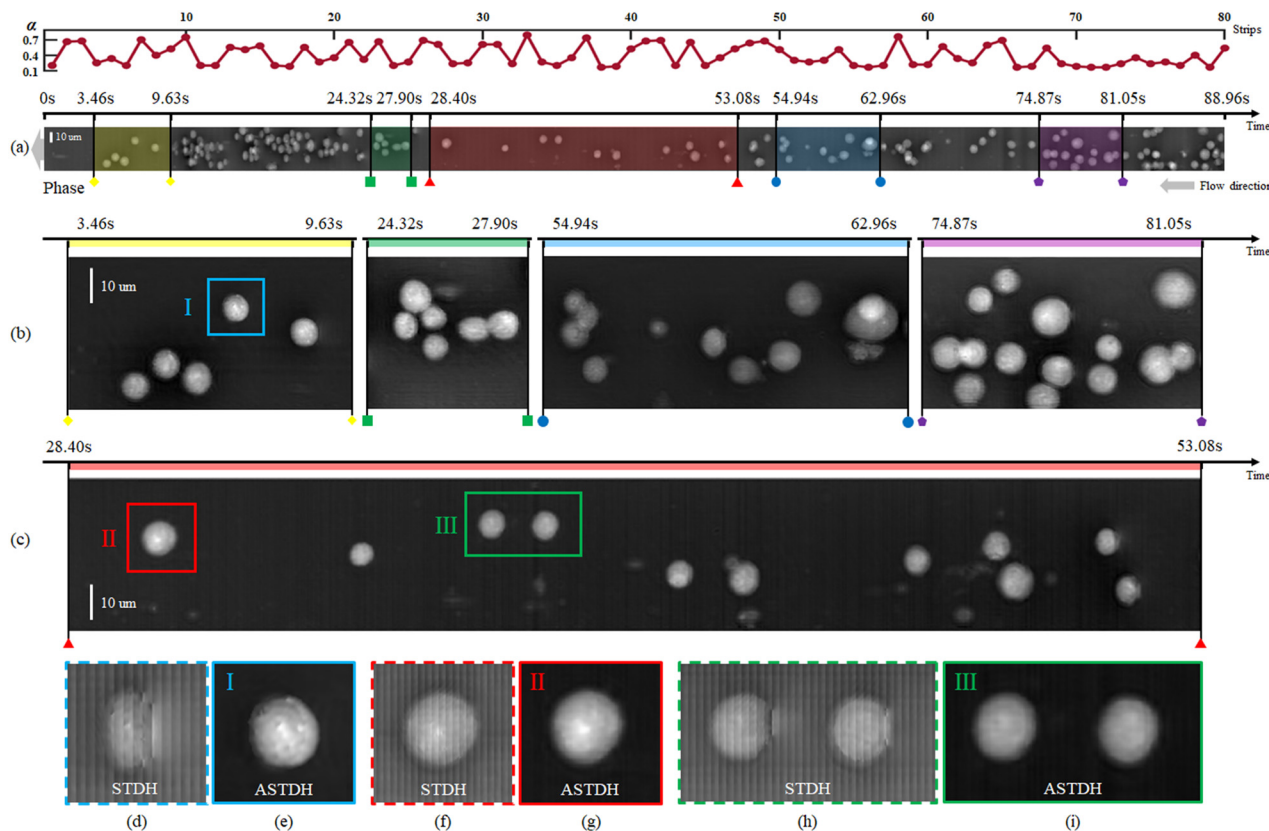 10 20 30 40 50 60 70 80
α Strips
0.7
0.4
0.1
0s 3.46s 9.63s 24.32s 27.90s 28.40s 53.08s 54.94s 62.96s 74.87s 81.05s 88.96s
Time
(a) 10 um
Phase Flow direction
3.46s 9.63s 24.32s 27.90s 54.94s 62.96s 74.87s 81.05s
Time
10 um
I
(b)
28.40s 53.08s
Time
II III
(c)
10 um
I II III
STDH ASTDH STDH ASTDH STDH ASTDH
(d) (e) (f) (g) (h) (i)